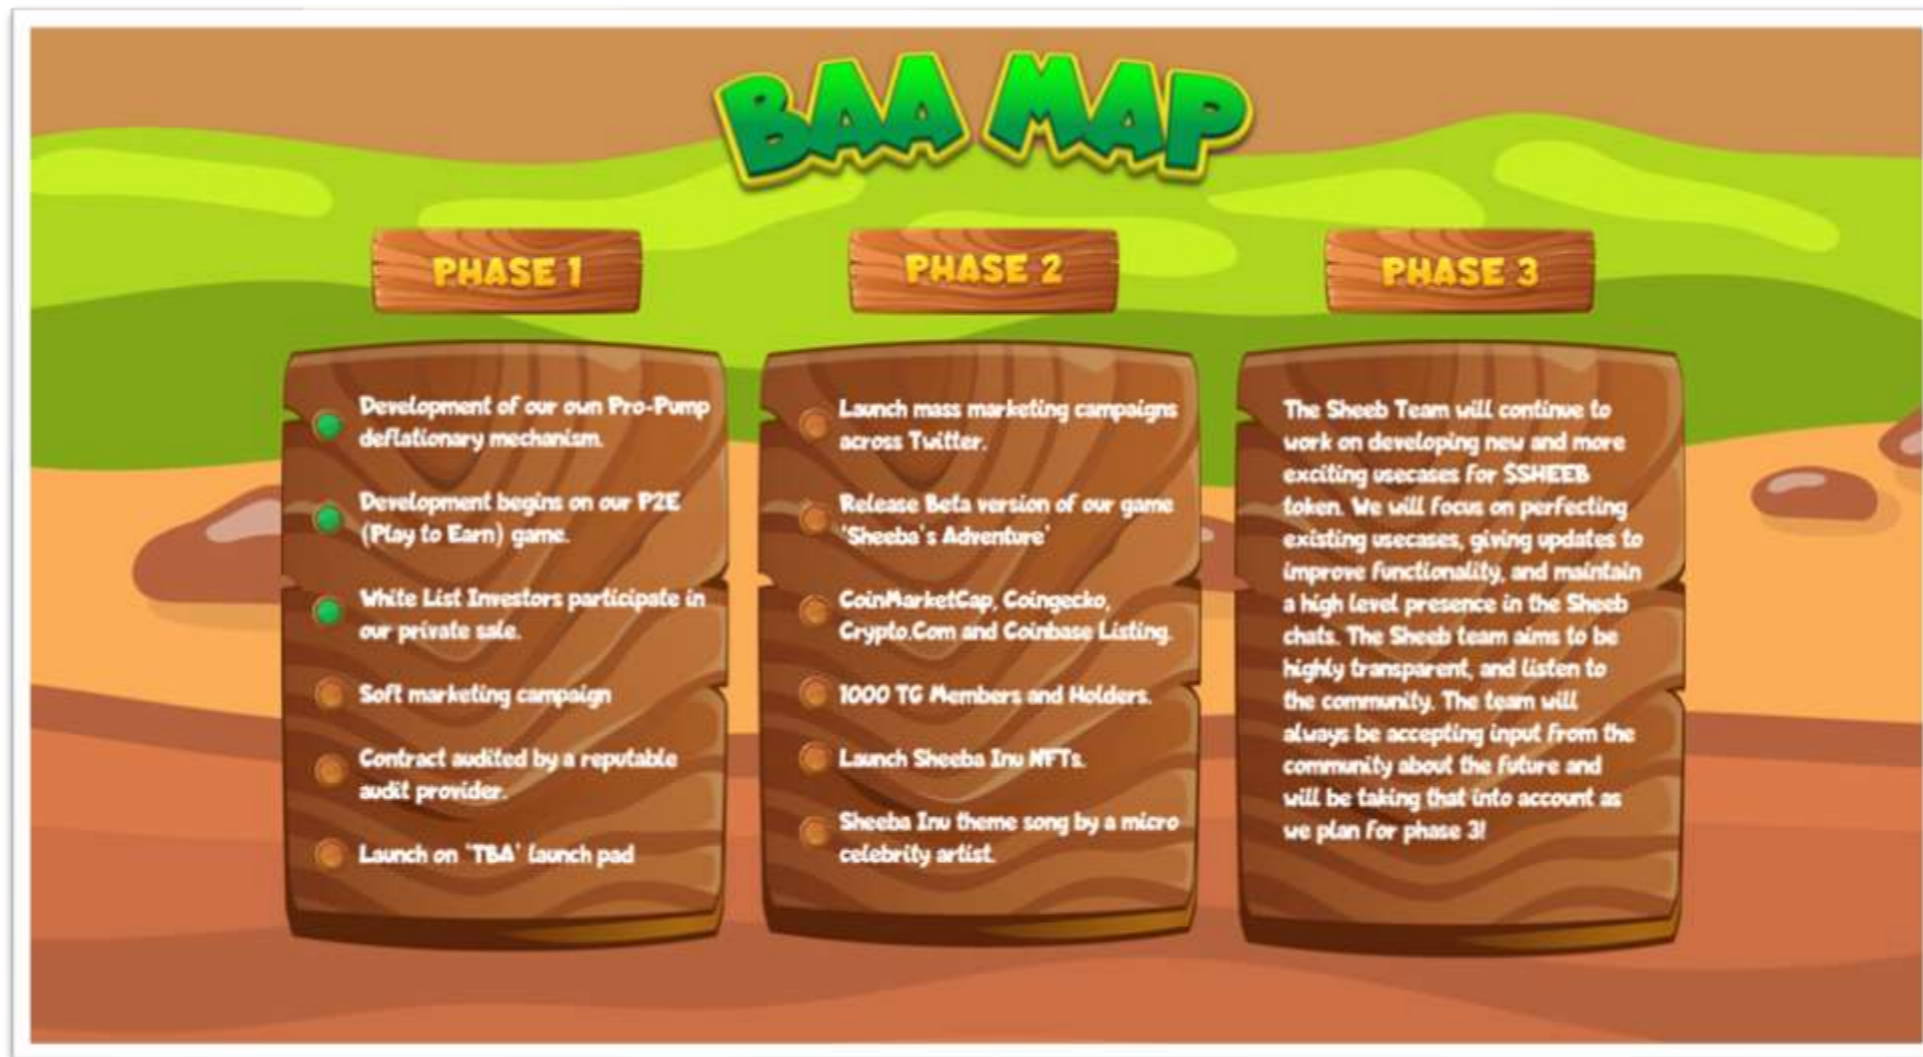 BAA MAP
PHASE 1
Development of our own Pro-Pump
deflationary mechanism.
Development begins on our P2E
(Play to Earn) game.
White List Investors participate in
our private sale.
Soft marketing campaign
Contract audited by a reputable
audit provider.
Launch on 'TBA' launch pad
PHASE 2
Launch mass marketing campaigns
across Twitter.
Release Beta version of our game
'Sheeba's Adventure'
CoinMarketCap, Coingecko,
Crypto.Com and Coinbase Listing.
1000 TG Members and Holders.
Launch Sheeba Inu NFTs.
Sheeba Inu theme song by a micro
celebrity artist.
PHASE 3
The Sheeb Team will continue to
work on developing new and more
exciting usecases for $SHEEB
token. We will focus on perfecting
existing usecases, giving updates to
improve functionality, and maintain
a high level presence in the Sheeb
chats. The Sheeb team aims to be
highly transparent, and listen to
the community. The team will
always be accepting input from the
community about the future and
will be taking that into account as
we plan for phase 3!